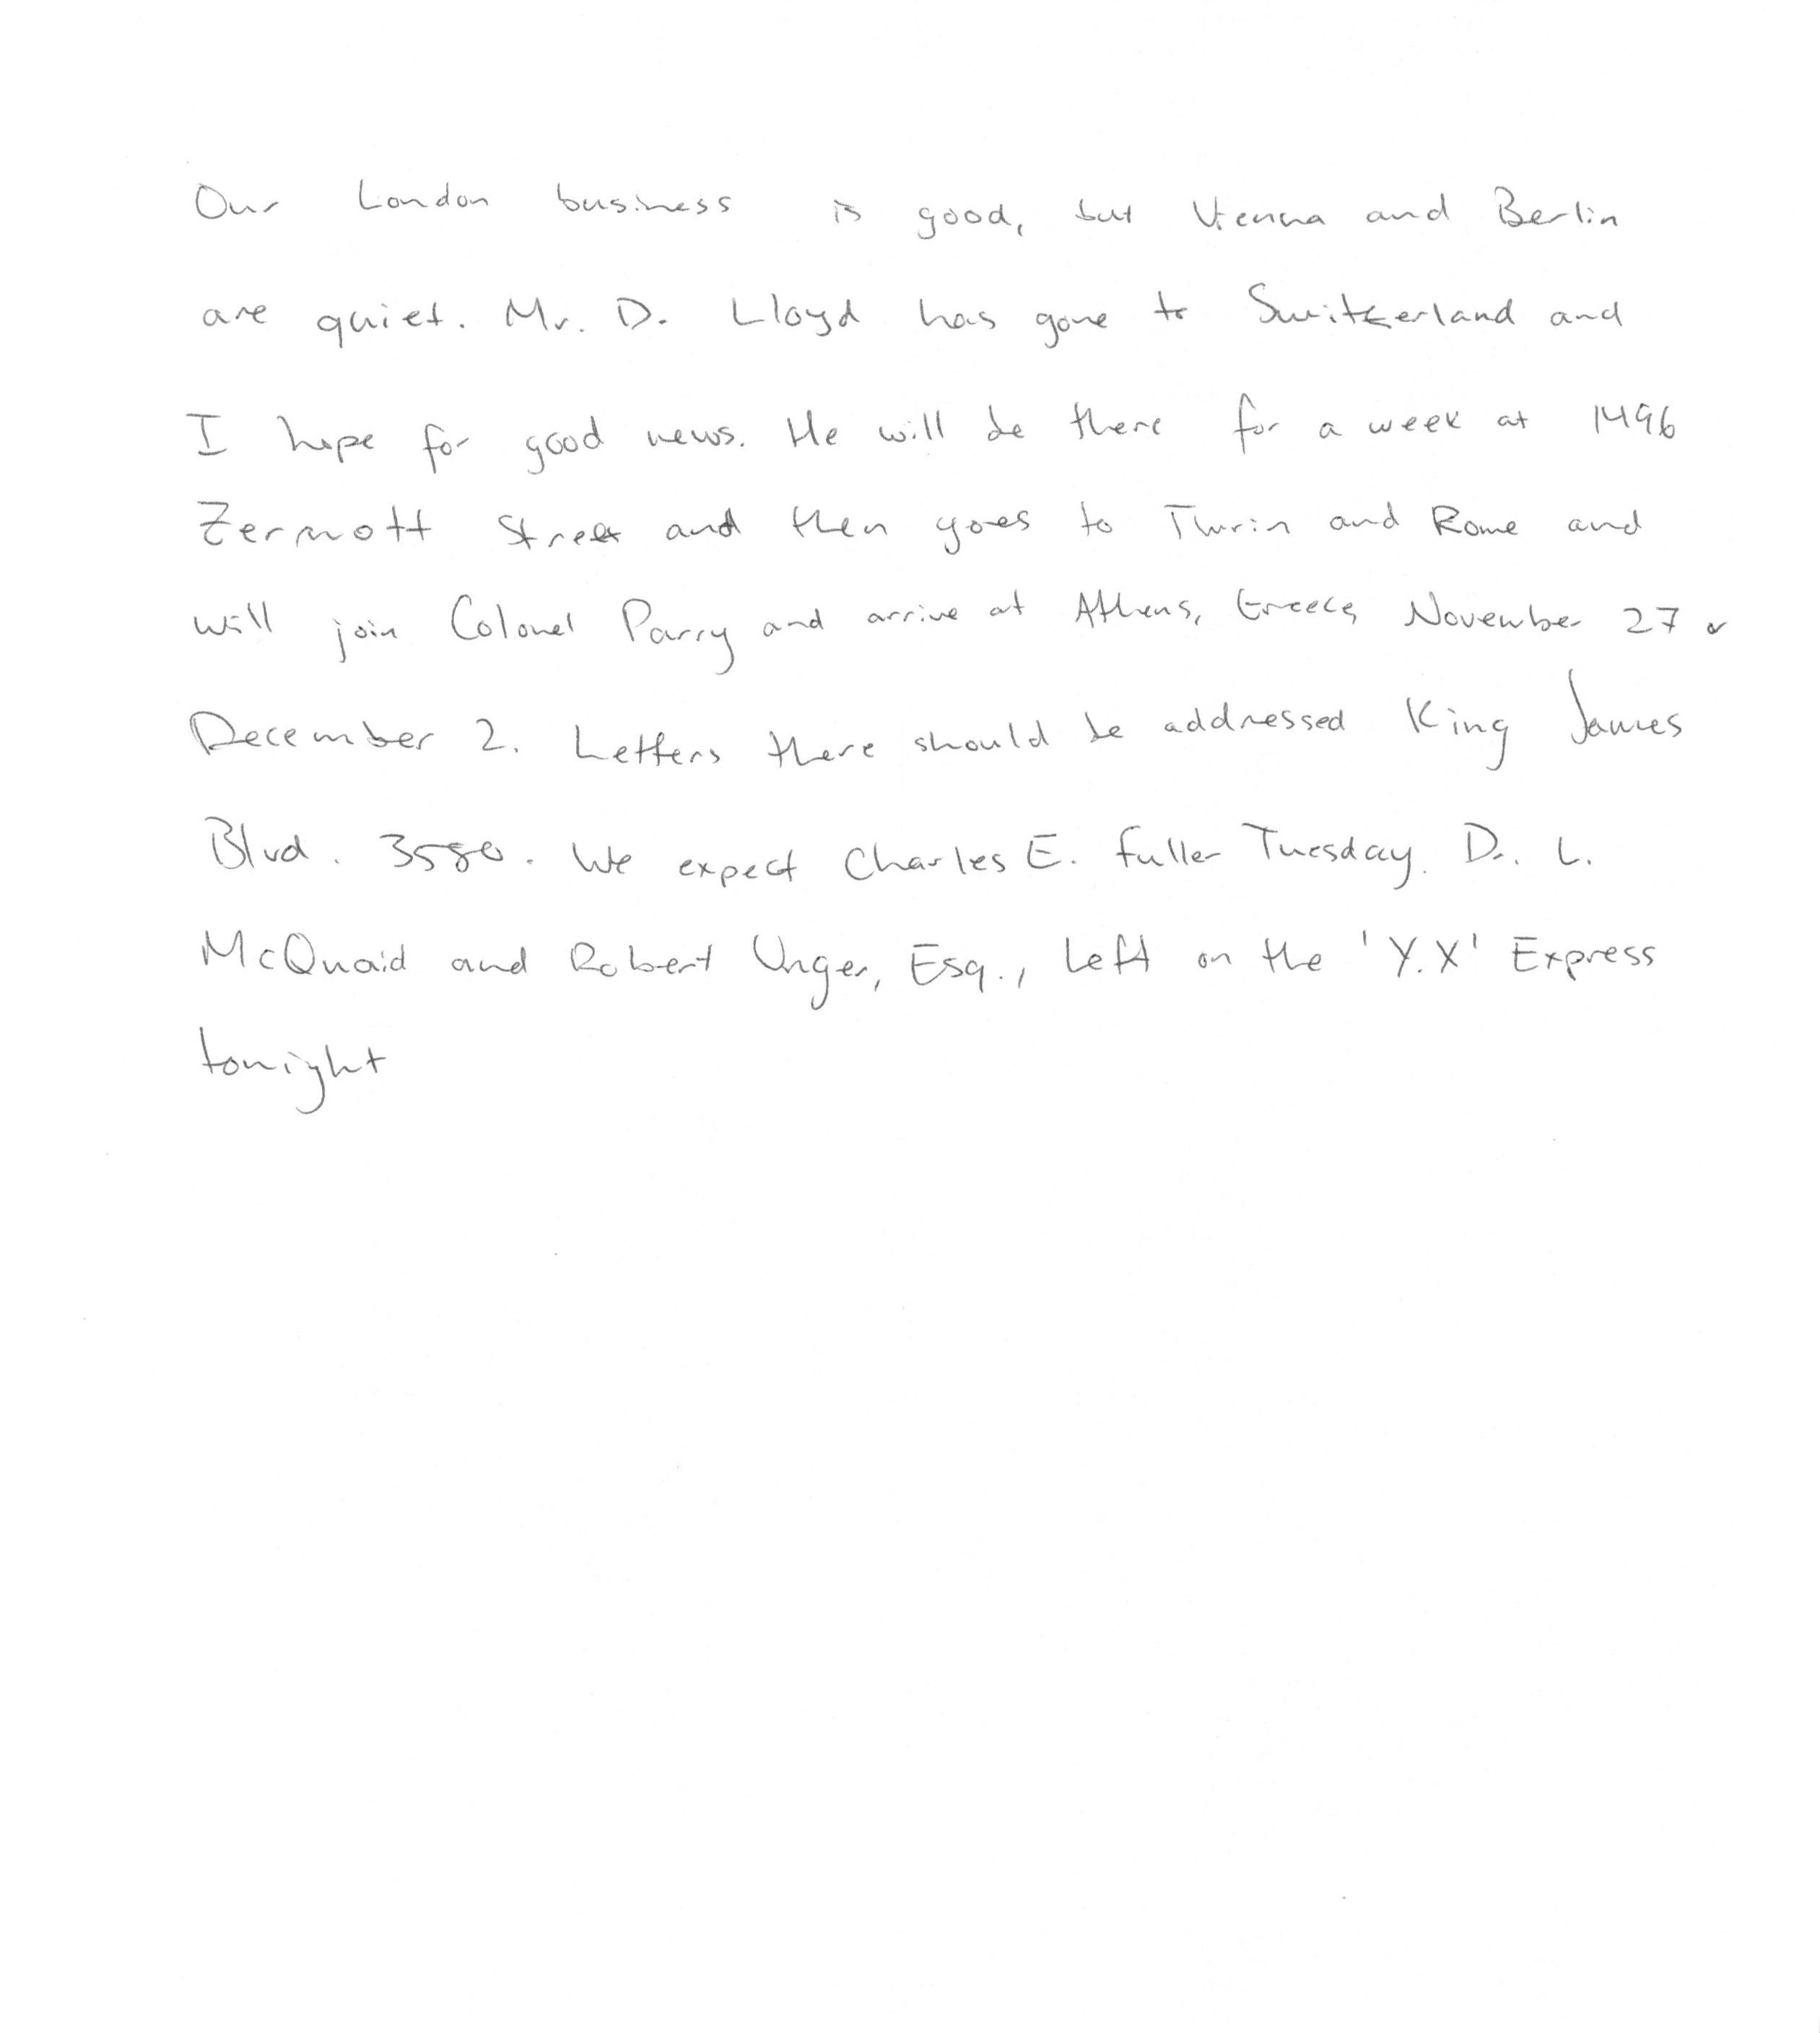 Our London business is good, but Vienna and Berlin
are quiet. Mr. D. Lloyd has gone to Switzerland and
I hope for good news. He will be there for a week at 1496
Zermott Street and then goes to Turin and Rome and
will join Colonel Parry and arrive at Athens, Greece, November 27 or
December 2. Letters there should be addressed King James
Blvd. 3580. We expect Charles E. Fuller Tuesday. Dr. L.
McQuaid and Robert Unger, Esq., left on the 'Y.X' Express
tonight